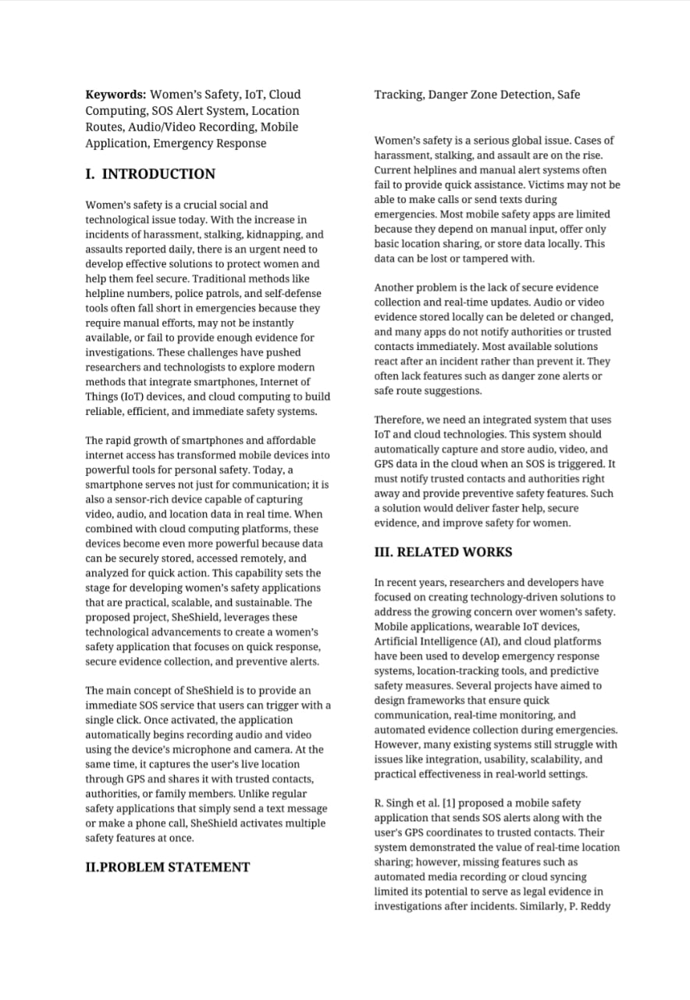 Keywords: Women’s Safety, IoT, Cloud
Computing, SOS Alert System, Location
Routes, Audio/Video Recording, Mobile
Application, Emergency Response
I. INTRODUCTION
Women’s safety is a crucial social and
technological issue today. With the increase in
incidents of harassment, stalking, kidnapping, and
assaults reported daily, there is an urgent need to
develop effective solutions to protect women and
help them feel secure. Traditional methods like
helpline numbers, police patrols, and self-defense
tools often fall short in emergencies because they
require manual efforts, may not be instantly
available, or fail to provide enough evidence for
investigations. These challenges have pushed
researchers and technologists to explore modern
methods that integrate smartphones, Internet of
Things (IoT) devices, and cloud computing to build
reliable, efficient, and immediate safety systems.
The rapid growth of smartphones and affordable
internet access has transformed mobile devices into
powerful tools for personal safety. Today, a
smartphone serves not just for communication; it is
also a sensor-rich device capable of capturing
video, audio, and location data in real time. When
combined with cloud computing platforms, these
devices become even more powerful because data
can be securely stored, accessed remotely, and
analyzed for quick action. This capability sets the
stage for developing women’s safety applications
that are practical, scalable, and sustainable. The
proposed project, SheShield, leverages these
technological advancements to create a women’s
safety application that focuses on quick response,
secure evidence collection, and preventive alerts.
The main concept of SheShield is to provide an
immediate SOS service that users can trigger with a
single click. Once activated, the application
automatically begins recording audio and video
using the device’s microphone and camera. At the
same time, it captures the user’s live location
through GPS and shares it with trusted contacts,
authorities, or family members. Unlike regular
safety applications that simply send a text message
or make a phone call, SheShield activates multiple
safety features at once.
II.PROBLEM STATEMENT
Tracking, Danger Zone Detection, Safe
Women’s safety is a serious global issue. Cases of
harassment, stalking, and assault are on the rise.
Current helplines and manual alert systems often
fail to provide quick assistance. Victims may not be
able to make calls or send texts during
emergencies. Most mobile safety apps are limited
because they depend on manual input, offer only
basic location sharing, or store data locally. This
data can be lost or tampered with.
Another problem is the lack of secure evidence
collection and real-time updates. Audio or video
evidence stored locally can be deleted or changed,
and many apps do not notify authorities or trusted
contacts immediately. Most available solutions
react after an incident rather than prevent it. They
often lack features such as danger zone alerts or
safe route suggestions.
Therefore, we need an integrated system that uses
IoT and cloud technologies. This system should
automatically capture and store audio, video, and
GPS data in the cloud when an SOS is triggered. It
must notify trusted contacts and authorities right
away and provide preventive safety features. Such
a solution would deliver faster help, secure
evidence, and improve safety for women.
III. RELATED WORKS
In recent years, researchers and developers have
focused on creating technology-driven solutions to
address the growing concern over women’s safety.
Mobile applications, wearable IoT devices,
Artificial Intelligence (AI), and cloud platforms
have been used to develop emergency response
systems, location-tracking tools, and predictive
safety measures. Several projects have aimed to
design frameworks that ensure quick
communication, real-time monitoring, and
automated evidence collection during emergencies.
However, many existing systems still struggle with
issues like integration, usability, scalability, and
practical effectiveness in real-world settings.
R. Singh et al. [1] proposed a mobile safety
application that sends SOS alerts along with the
user's GPS coordinates to trusted contacts. Their
system demonstrated the value of real-time location
sharing; however, missing features such as
automated media recording or cloud syncing
limited its potential to serve as legal evidence in
investigations after incidents. Similarly, P. Reddy